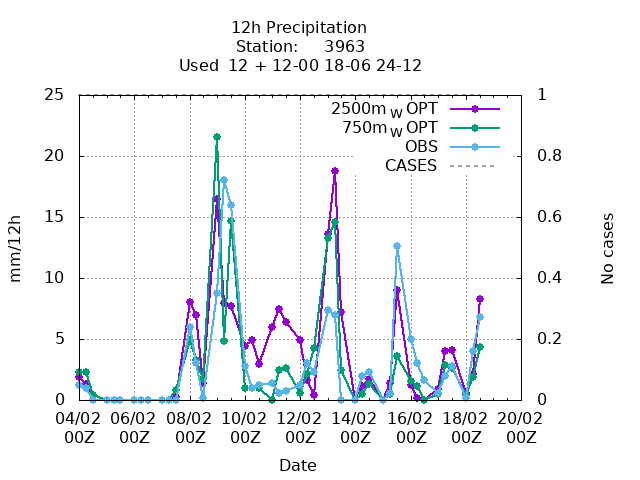 12h Precipitation
Station: 3963
Used 12 + 12-00 18-06 24-12
25 1
2500m W OPT
750m W OPT
OBS
CASES
20 0.8
15 0.6
mm/12h No cases
10 0.4
5 0.2
0 0
04/02 06/02 08/02 10/02 12/02 14/02 16/02 18/02 20/02
00Z 00Z 00Z 00Z 00Z 00Z 00Z 00Z 00Z
Date